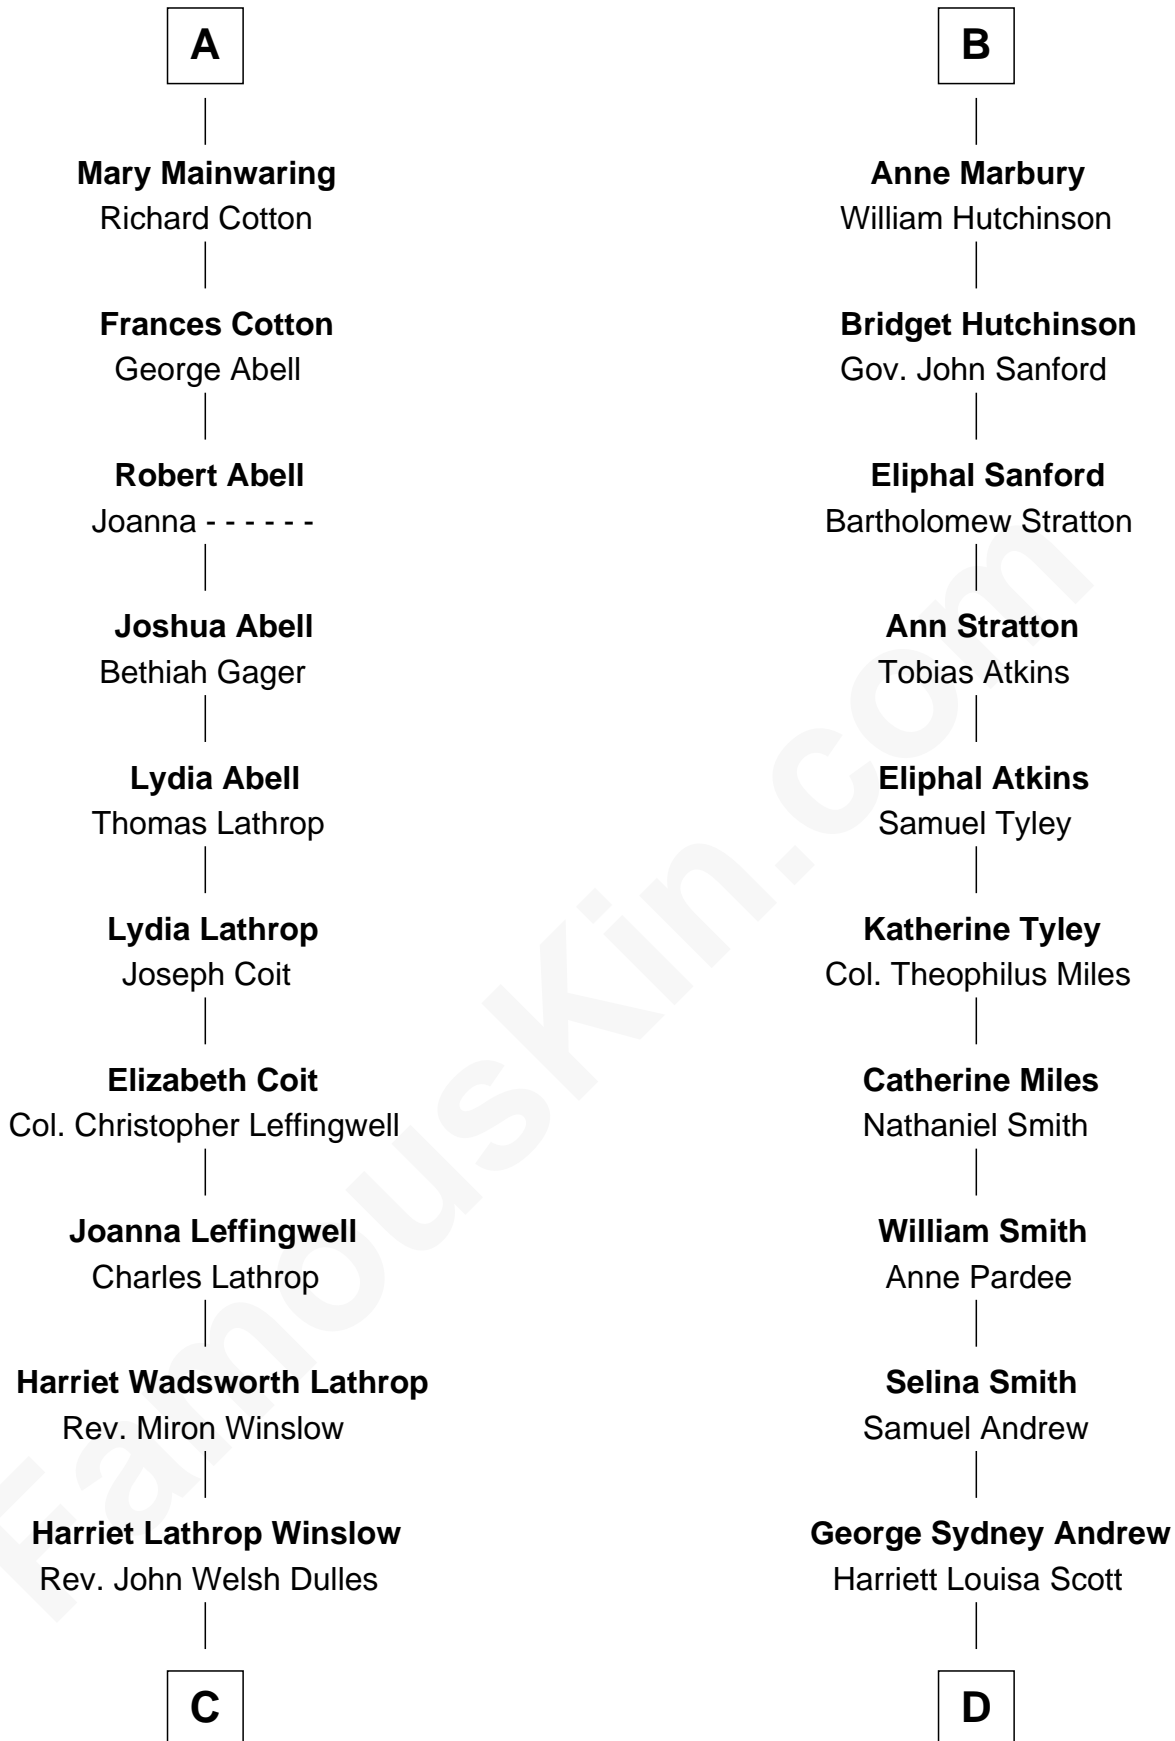 A
Mary Mainwaring
Richard Cotton
Frances Cotton
George Abell
Robert Abell
Joanna - - - - - -
Joshua Abell
Bethiah Gager
Lydia Abell
Thomas Lathrop
Lydia Lathrop
Joseph Coit
Elizabeth Coit
Col. Christopher Leffingwell
Joanna Leffingwell
Charles Lathrop
Harriet Wadsworth Lathrop
Rev. Miron Winslow
Harriet Lathrop Winslow
Rev. John Welsh Dulles
C
B
Anne Marbury
William Hutchinson
Bridget Hutchinson
Gov. John Sanford
Eliphal Sanford
Bartholomew Stratton
Ann Stratton
Tobias Atkins
Eliphal Atkins
Samuel Tyley
Katherine Tyley
Col. Theophilus Miles
Catherine Miles
Nathaniel Smith
William Smith
Anne Pardee
Selina Smith
Samuel Andrew
George Sydney Andrew
Harriett Louisa Scott
D
FamousKin.com